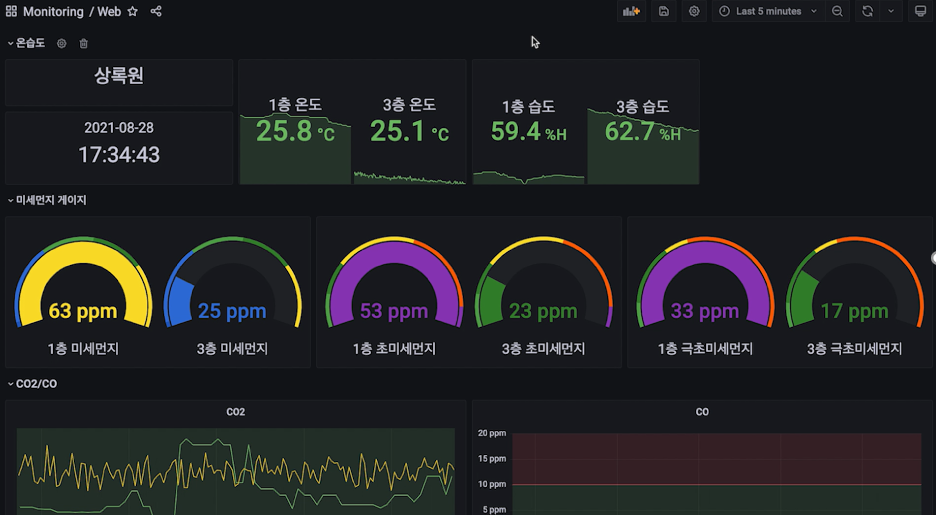 Monitoring / Web
Last 5 minutes
온습도
상록원
2021-08-28
17:34:43
1층 온도
25.8 °C
3층 온도
25.1 °C
1층 습도
59.4 %H
3층 습도
62.7 %H
미세먼지 게이지
63 ppm
1층 미세먼지
25 ppm
3층 미세먼지
53 ppm
1층 초미세먼지
23 ppm
3층 초미세먼지
33 ppm
1층 극초미세먼지
17 ppm
3층 극초미세먼지
CO2/CO
CO2
CO
20 ppm
15 ppm
10 ppm
5 ppm